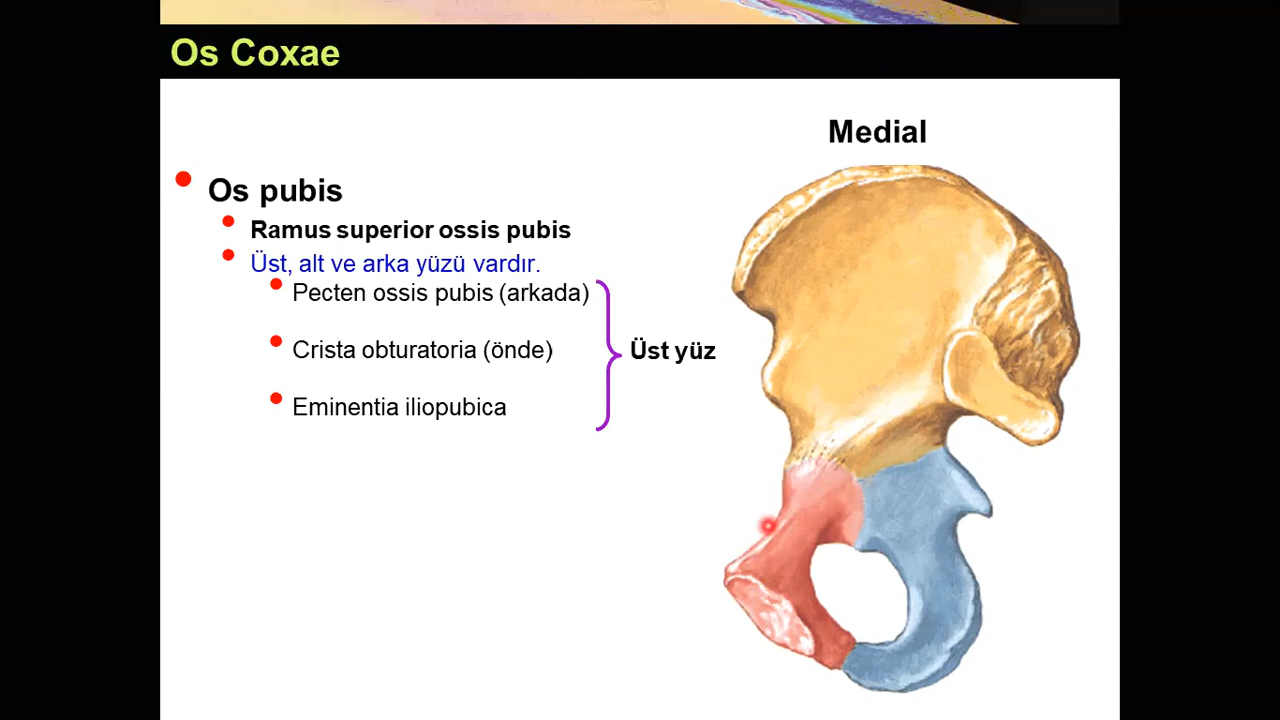 Os Coxae
Medial
Os pubis
Ramus superior ossis pubis
Üst, alt ve arka yüzü vardır.
Pecten ossis pubis (arkada)
Crista obturatoria (önde)
Üst yüz
Eminentia iliopubica